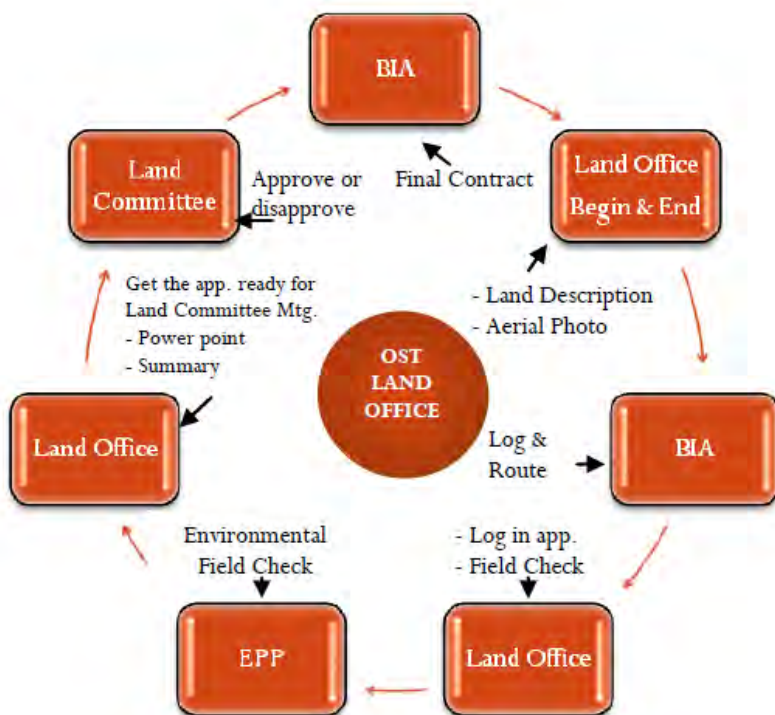 BIA
Land
Committee
Approve or
disapprove
Final Contract
Land Office
Begin & End
Get the app. ready for
Land Committee Mtg.
- Power point
- Summary
- Land Description
- Aerial Photo
OST
LAND
OFFICE
Land Office
Log &
Route
BIA
Environmental
Field Check
- Log in app.
- Field Check
EPP
Land Office